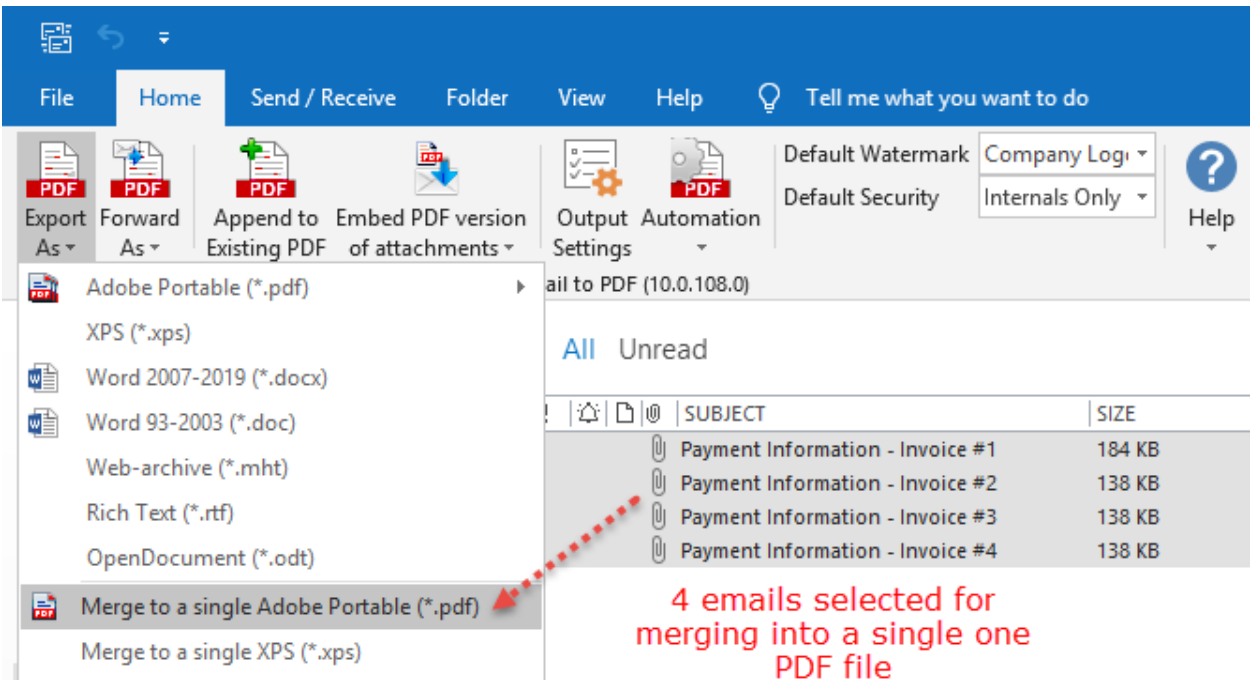 File Home Send / Receive Folder View Help Tell me what you want to do
PDF PDF PDF PDF PDF
Export As Forward As Append to Existing PDF Embed PDF version of attachments Output Settings Automation
Default Watermark Company Log
Default Security Internals Only
Help
ail to PDF (10.0.108.0)
Adobe Portable (*.pdf)
XPS (*.xps)
Word 2007-2019 (*.docx)
Word 93-2003 (*.doc)
Web-archive (*.mht)
Rich Text (*.rtf)
OpenDocument (*.odt)
Merge to a single Adobe Portable (*.pdf)
Merge to a single XPS (*.xps)
All Unread
SUBJECT SIZE
Payment Information - Invoice #1 184 KB
Payment Information - Invoice #2 138 KB
Payment Information - Invoice #3 138 KB
Payment Information - Invoice #4 138 KB
4 emails selected for
merging into a single one
PDF file